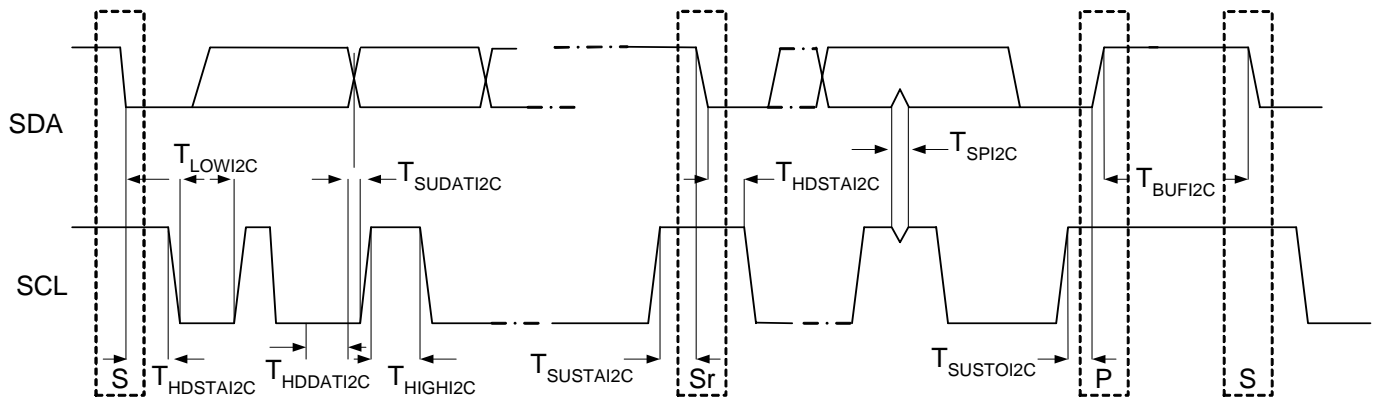 SDA
T_LOWI2C
T_SUDATI2C
T_HDSTAI2C
T_SPI2C
T_BUFI2C
SCL
S
T_HDSTAI2C
T_HDDATI2C
T_HIGHI2C
T_SUSTAI2C
Sr
T_SUSTOI2C
P
S